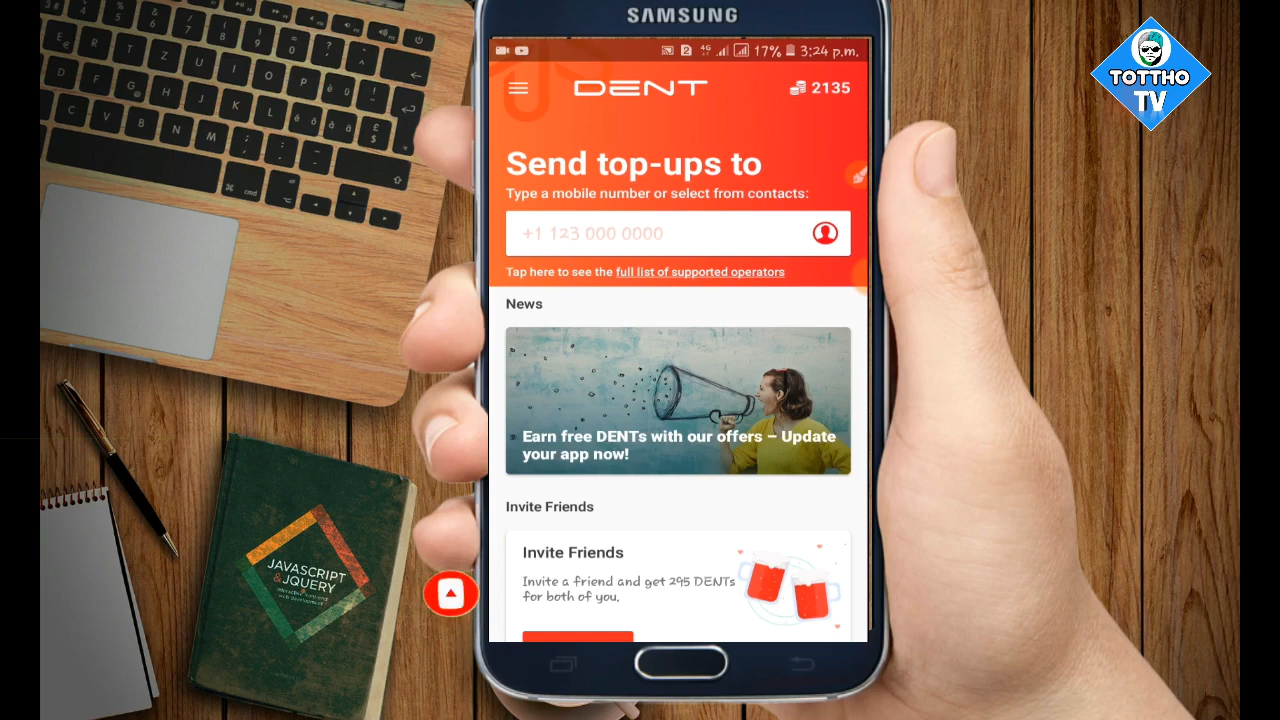 SAMSUNG
4G 17% 3:24 p.m.
DENT
2135
Send top-ups to
Type a mobile number or select from contacts:
+1 123 000 0000
Tap here to see the full list of supported operators
News
Earn free DENTs with our offers – Update
your app now!
Invite Friends
Invite Friends
Invite a friend and get 295 DENTs
for both of you.
TOTTHO
TV
JAVASCRIPT
& JQUERY